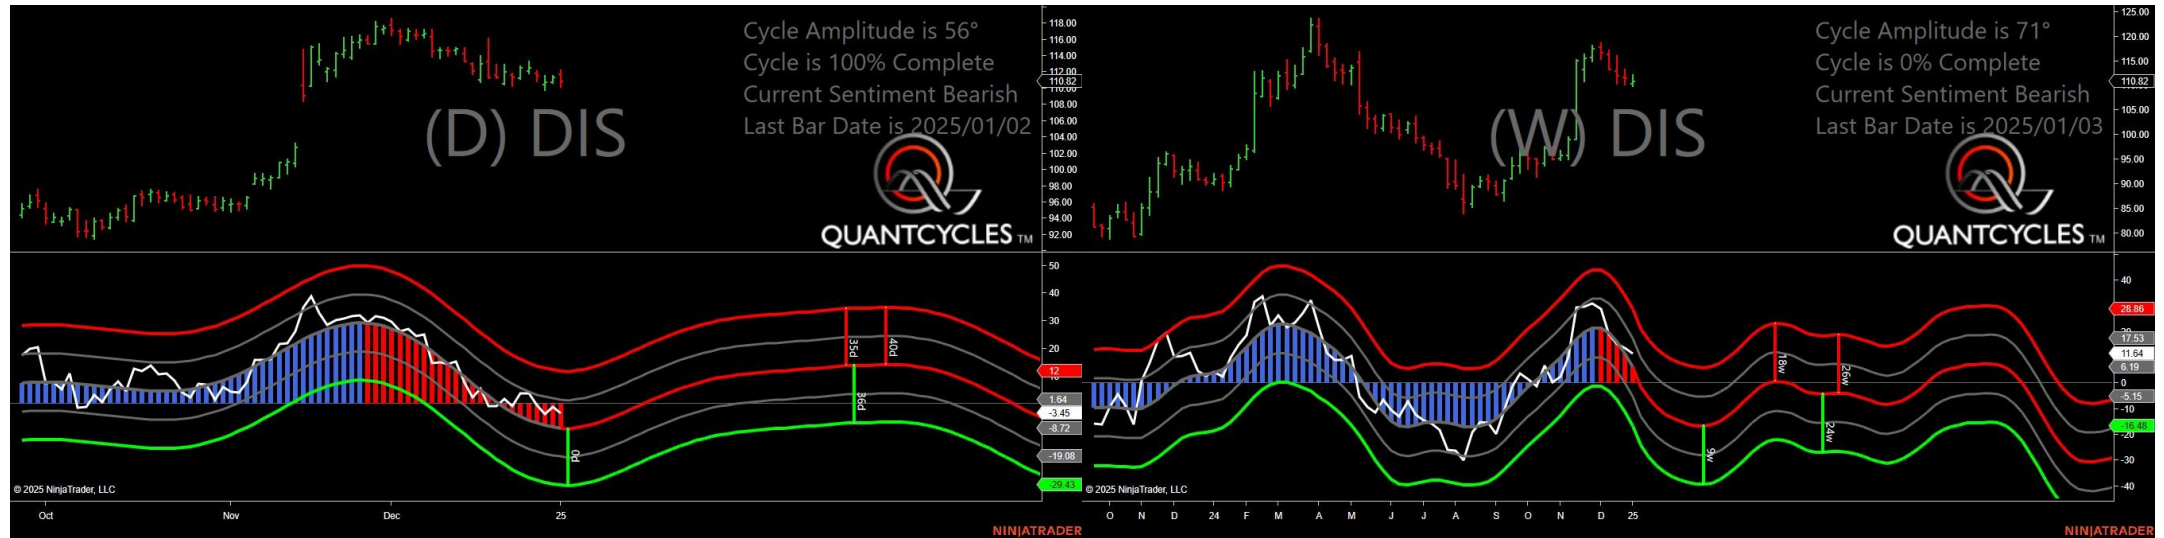 Cycle Amplitude is 56°
Cycle is 100% Complete
Current Sentiment Bearish
Last Bar Date is 2025/01/02
(D) DIS
QUANTCYCLES TM
118.00
116.00
114.00
112.00
110.82
110.00
108.00
106.00
104.00
102.00
100.00
98.00
96.00
94.00
92.00
50
40
30
20
12
1.64
-3.45
-8.72
-19.08
-29.43
35d
40d
36d
0d
© 2025 NinjaTrader, LLC
Oct Nov Dec 25
NINJATRADER
Cycle Amplitude is 71°
Cycle is 0% Complete
Current Sentiment Bearish
Last Bar Date is 2025/01/03
(W) DIS
QUANTCYCLES TM
125.00
120.00
115.00
110.82
105.00
100.00
95.00
90.00
85.00
80.00
40
28.86
17.53
11.64
6.19
0
-5.15
-10
-16.48
-20
-30
-40
18w
26w
24w
9w
© 2025 NinjaTrader, LLC
O N D 24 F M A M J J A S O N D 25
NINJATRADER